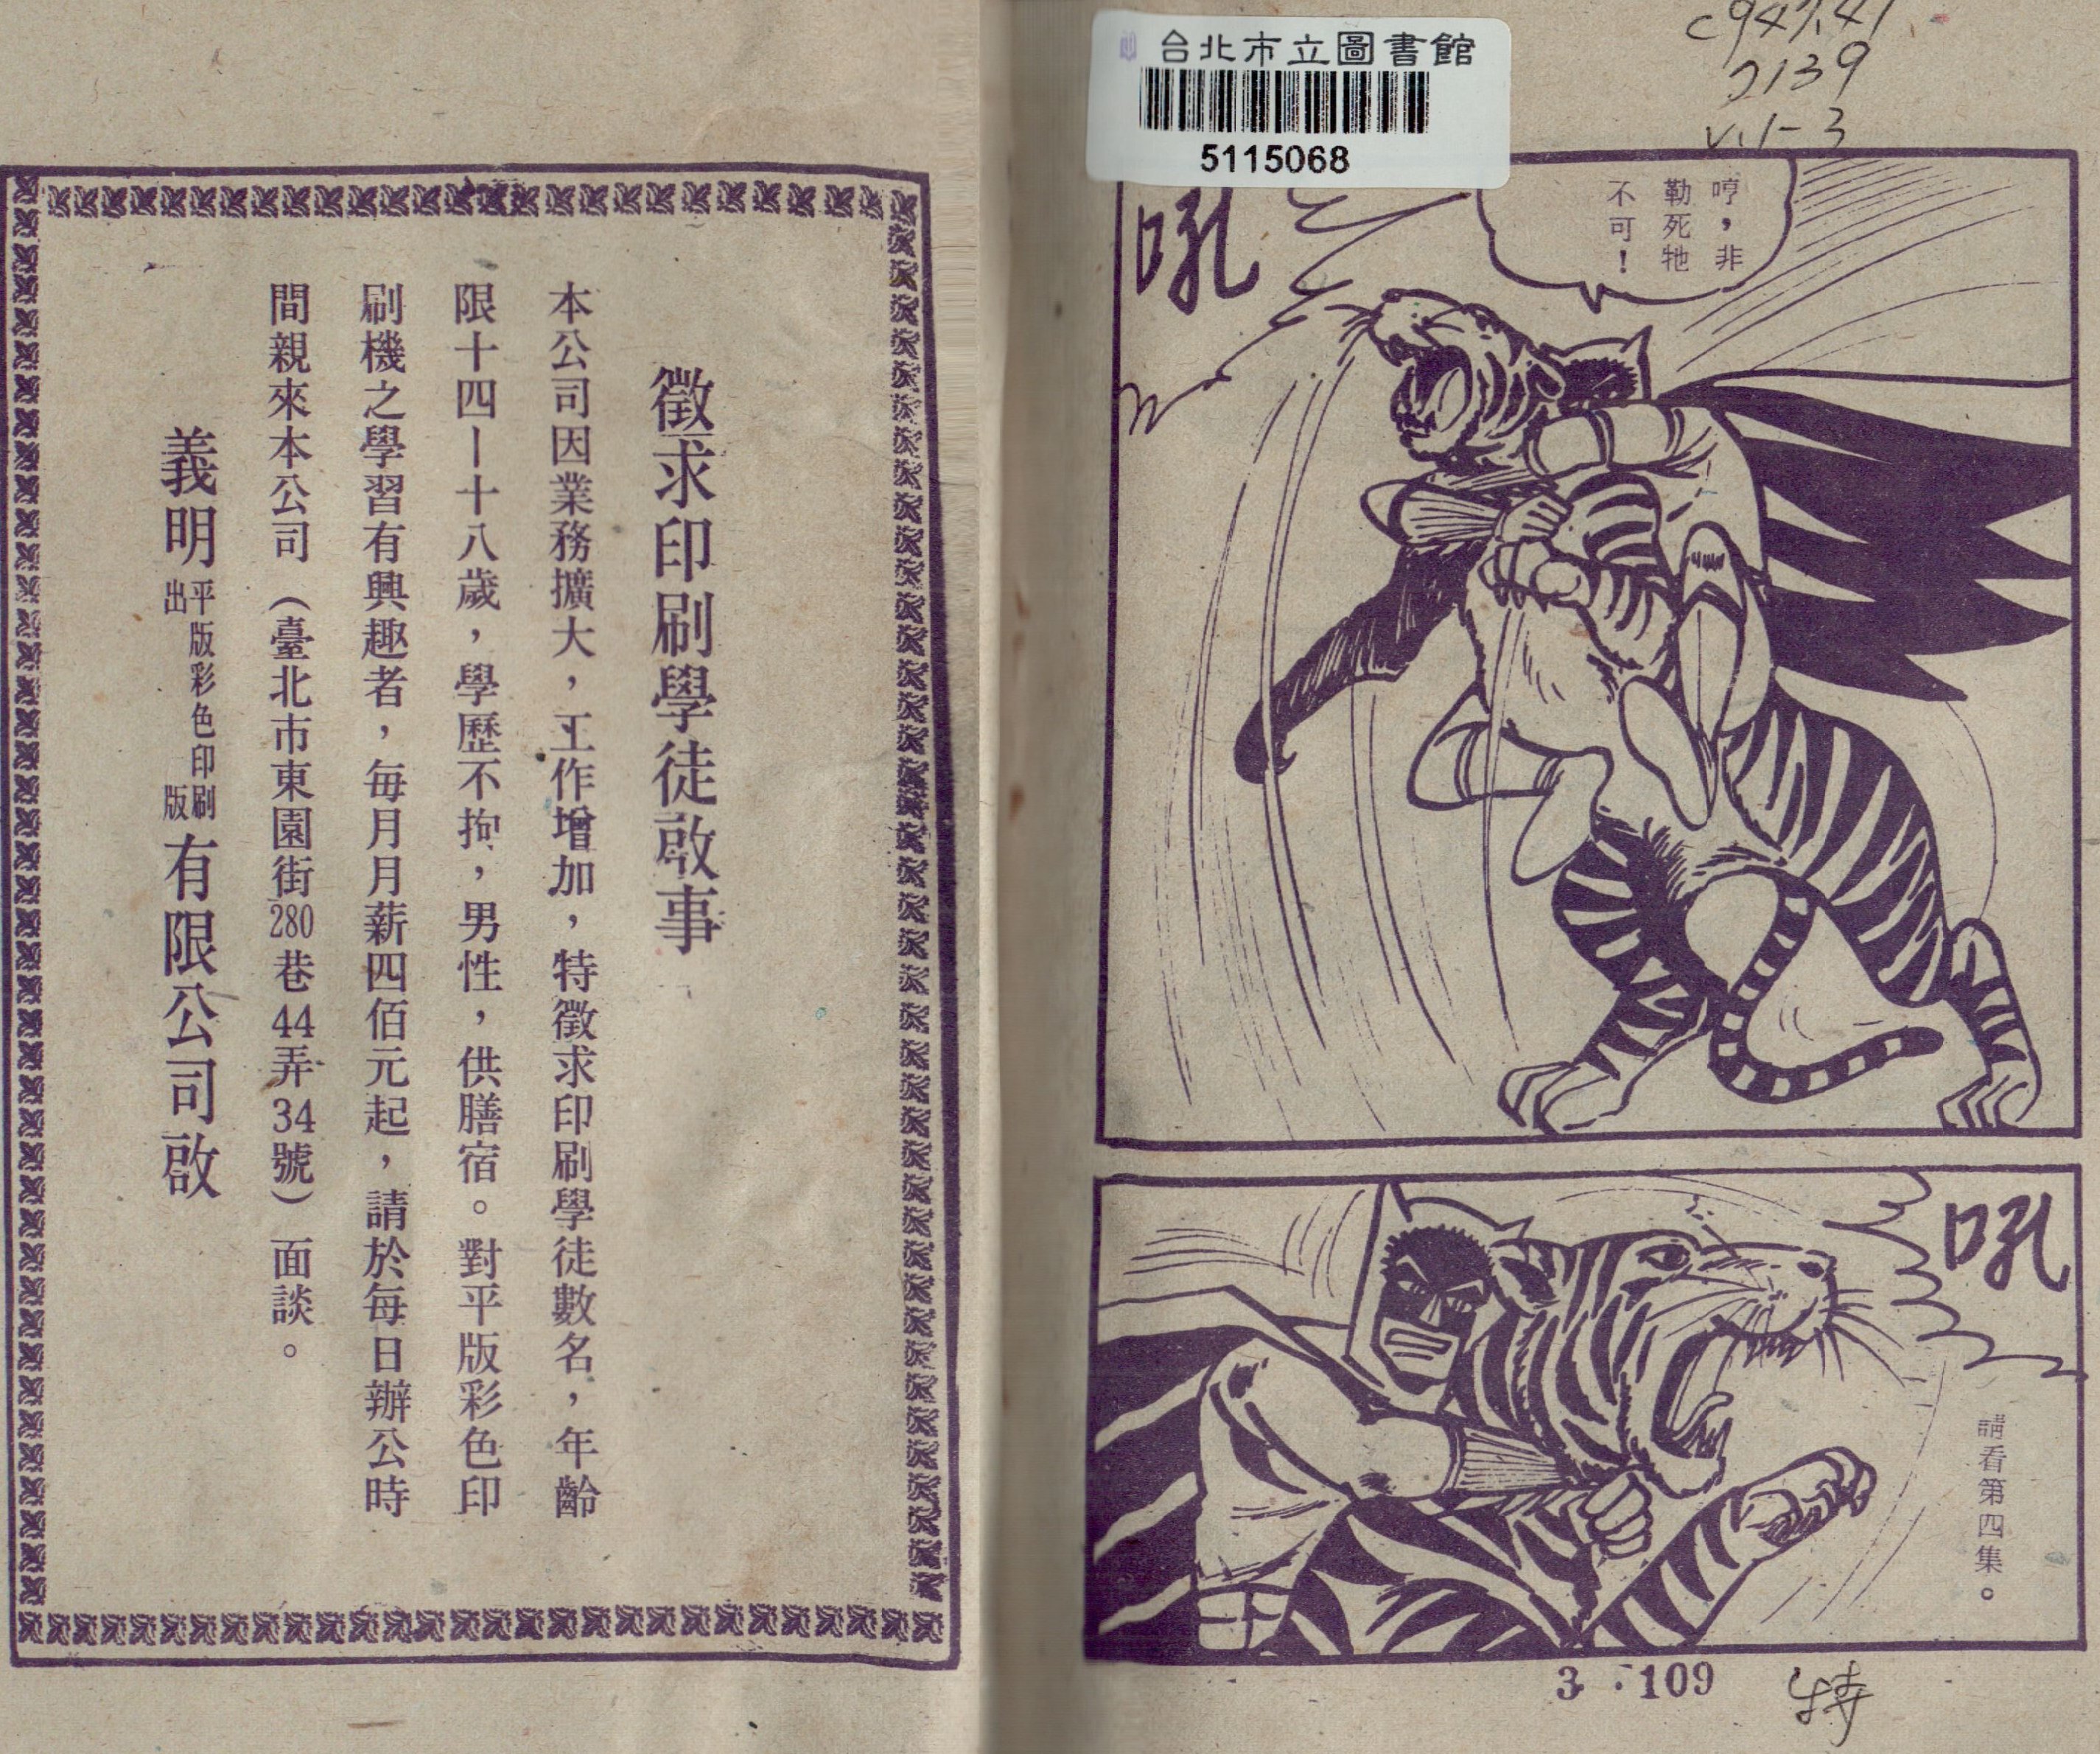 台北市立圖書館
5115068
c947.41
2139
v.1-3
哼，非
勒死牠
不可！
吼
吼
請看第四集。
3 · 109
特
徵求印刷學徒啟事
本公司因業務擴大，工作增加，特徵求印刷學徒數名，年齡
限十四—十八歲，學歷不拘，男性，供膳宿。對平版彩色印
刷機之學習有興趣者，每月月薪四佰元起，請於每日辦公時
間親來本公司（臺北市東園街280巷44弄34號）面談。
義明平版彩色印刷出版有限公司啟